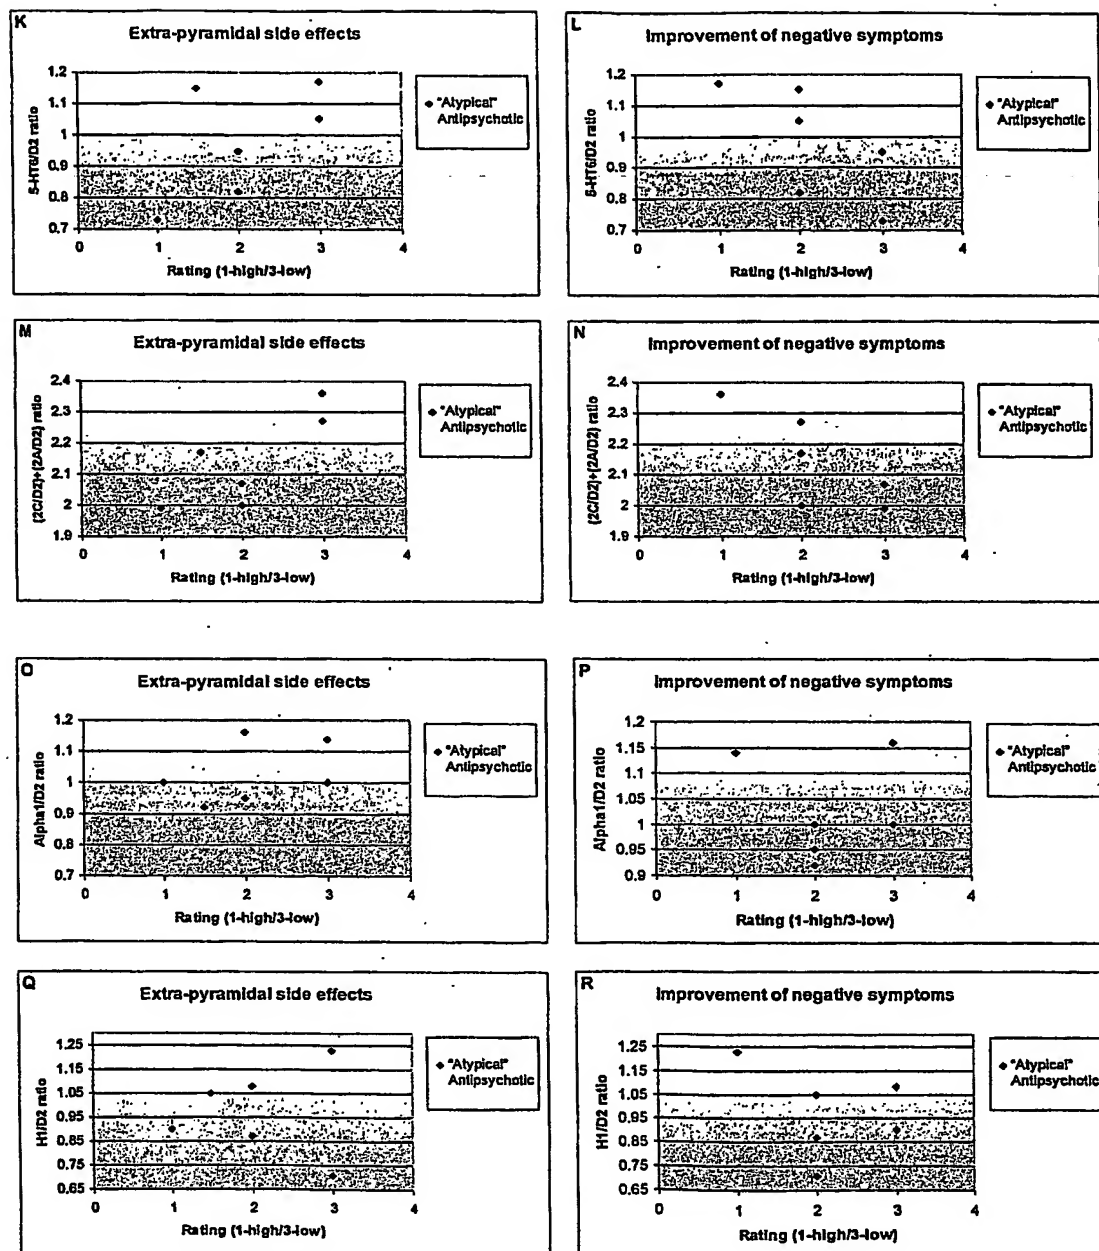 K
Extra-pyramidal side effects
5-HT6/D2 ratio
1.2
1.1
1
0.9
0.8
0.7
0 1 2 3 4
Rating (1-high/3-low)
"Atypical"
Antipsychotic
L
Improvement of negative symptoms
5-HT6/D2 ratio
1.2
1.1
1
0.9
0.8
0.7
0 1 2 3 4
Rating (1-high/3-low)
"Atypical"
Antipsychotic
M
Extra-pyramidal side effects
(2C/D2)+(2A/D2) ratio
2.4
2.3
2.2
2.1
2
1.9
0 1 2 3 4
Rating (1-high/3-low)
"Atypical"
Antipsychotic
N
Improvement of negative symptoms
(2C/D2)+(2A/D2) ratio
2.4
2.3
2.2
2.1
2
1.9
0 1 2 3 4
Rating (1-high/3-low)
"Atypical"
Antipsychotic
O
Extra-pyramidal side effects
Alpha1/D2 ratio
1.2
1.1
1
0.9
0.8
0.7
0 1 2 3 4
Rating (1-high/3-low)
"Atypical"
Antipsychotic
P
Improvement of negative symptoms
Alpha1/D2 ratio
1.2
1.15
1.1
1.05
1
0.95
0.9
0 1 2 3 4
Rating (1-high/3-low)
"Atypical"
Antipsychotic
Q
Extra-pyramidal side effects
H1/D2 ratio
1.25
1.15
1.05
0.95
0.85
0.75
0.65
0 1 2 3 4
Rating (1-high/3-low)
"Atypical"
Antipsychotic
R
Improvement of negative symptoms
H1/D2 ratio
1.25
1.15
1.05
0.95
0.85
0.75
0.65
0 1 2 3 4
Rating (1-high/3-low)
"Atypical"
Antipsychotic